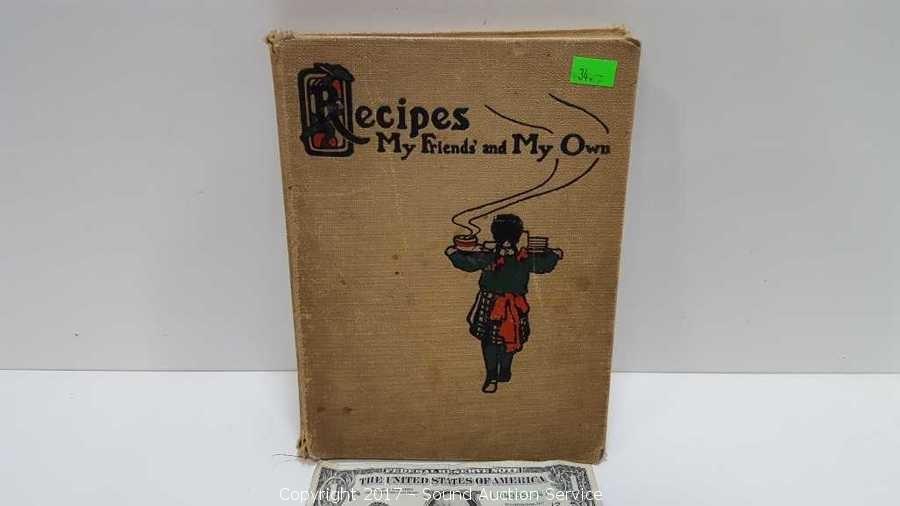 34.-
Recipes
My Friends' and My Own
FEDERAL RESERVE NOTE
THE UNITED STATES OF AMERICA
Copyright 2017 – Sound Auction Service